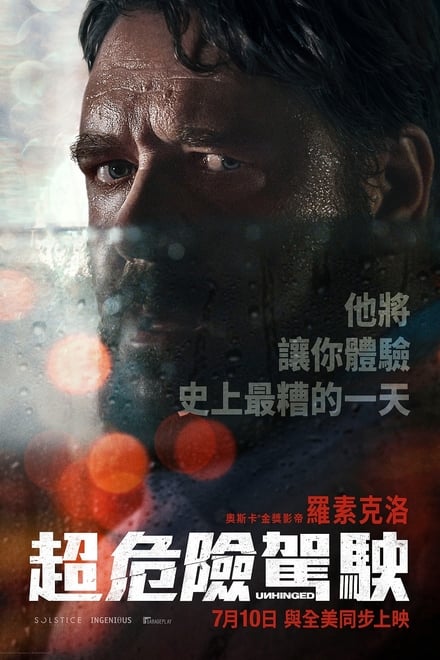 他將
讓你體驗
史上最糟的一天
奧斯卡®金獎影帝 羅素克洛
超危險駕駛
UNHINGED
SOLSTICE INGENIOUS GARAGEPLAY
7月10日 與全美同步上映